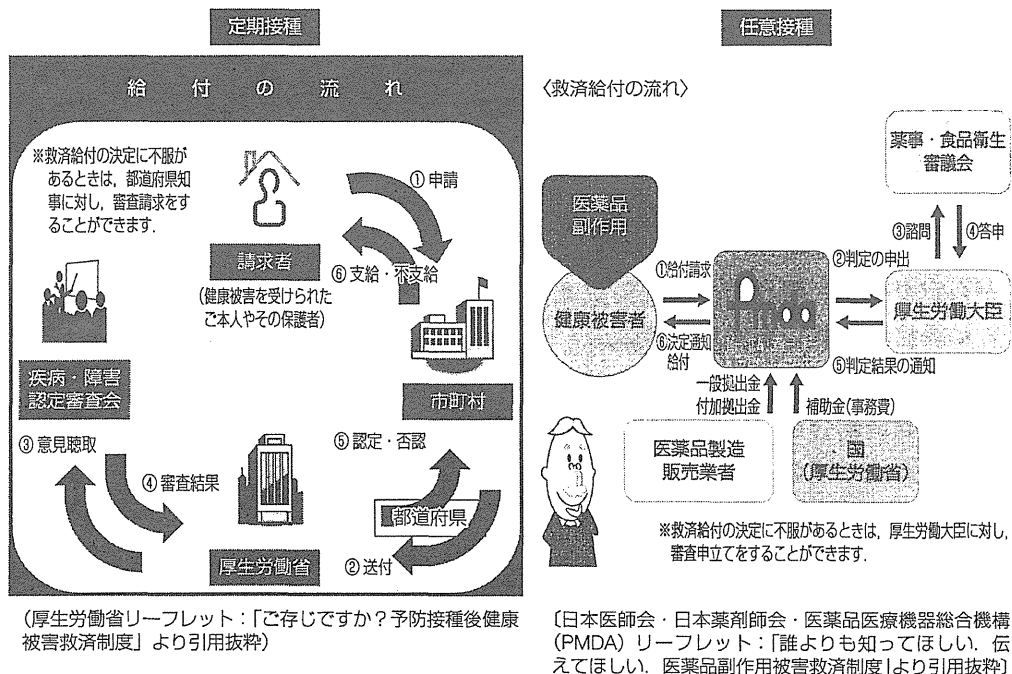 定期接種
給付の流れ
※救済給付の決定に不服が
あるときは，都道府県知
事に対し，審査請求をす
ることができます．
①申請
請求者
⑥支給・不支給
(健康被害を受けられた
ご本人やその保護者)
疾病・障害
認定審査会
市町村
③意見聴取
⑤認定・否認
④審査結果
都道府県
厚生労働省
②送付
(厚生労働省リーフレット：「ご存じですか？予防接種後健康
被害救済制度」より引用抜粋)
任意接種
〈救済給付の流れ〉
薬事・食品衛生
審議会
医薬品
副作用
③諮問
④答申
①給付請求
②判定の申出
健康被害者
pmda
厚生労働大臣
⑥決定通知
給付
⑤判定結果の通知
一般拠出金
付加拠出金
補助金(事務費)
医薬品製造
販売業者
国
(厚生労働省)
※救済給付の決定に不服があるときは，厚生労働大臣に対し，
審査申立てをすることができます．
〔日本医師会・日本薬剤師会・医薬品医療機器総合機構
(PMDA) リーフレット：「誰よりも知ってほしい．伝
えてほしい．医薬品副作用被害救済制度」より引用抜粋〕